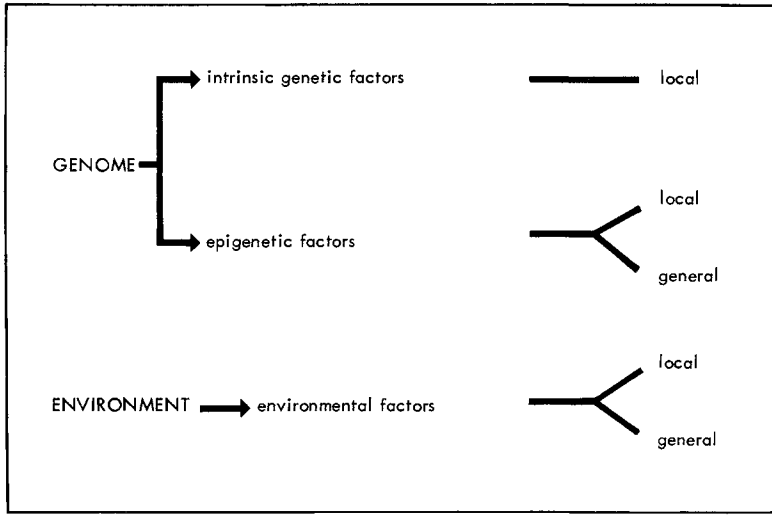 intrinsic genetic factors local
GENOME
local
epigenetic factors
general
local
ENVIRONMENT environmental factors
general